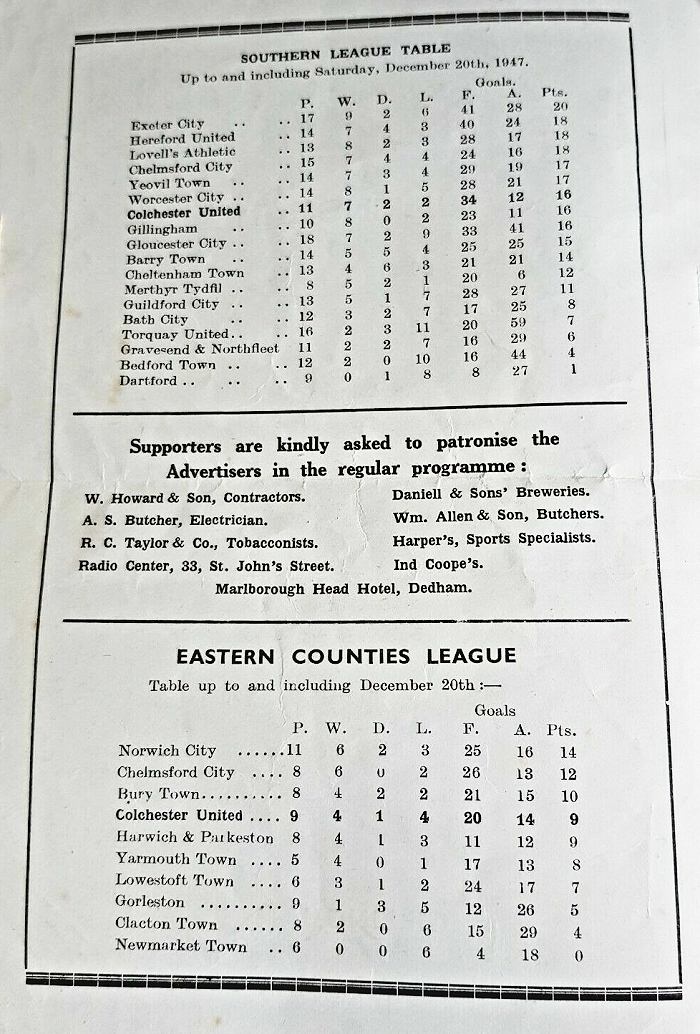 SOUTHERN LEAGUE TABLE
Up to and including Saturday, December 20th, 1947.
Goals.
P. W. D. L. F. A. Pts.
Exeter City .. .. 17 9 2 6 41 28 20
Hereford United .. 14 7 4 3 40 24 18
Lovell's Athletic .. 13 8 2 3 28 17 18
Chelmsford City .. 15 7 4 4 24 16 18
Yeovil Town .. .. 14 7 3 4 29 19 17
Worcester City .. .. 14 8 1 5 28 21 17
Colchester United .. 11 7 2 2 34 12 16
Gillingham .. .. 10 8 0 2 23 11 16
Gloucester City .. .. 18 7 2 9 33 41 16
Barry Town .. .. 14 5 5 4 25 25 15
Cheltenham Town .. 13 4 6 3 21 21 14
Merthyr Tydfil .. .. 8 5 2 1 20 6 12
Guildford City .. .. 13 5 1 7 28 27 11
Bath City .. .. 12 3 2 7 17 25 8
Torquay United .. .. 16 2 3 11 20 59 7
Gravesend & Northfleet 11 2 2 7 16 29 6
Bedford Town .. .. 12 2 0 10 16 44 4
Dartford .. .. .. 9 0 1 8 8 27 1
Supporters are kindly asked to patronise the
Advertisers in the regular programme :
W. Howard & Son, Contractors. Daniell & Sons' Breweries.
A. S. Butcher, Electrician. Wm. Allen & Son, Butchers.
R. C. Taylor & Co., Tobacconists. Harper's, Sports Specialists.
Radio Center, 33, St. John's Street. Ind Coope's.
Marlborough Head Hotel, Dedham.
EASTERN COUNTIES LEAGUE
Table up to and including December 20th :—
Goals
P. W. D. L. F. A. Pts.
Norwich City ......11 6 2 3 25 16 14
Chelmsford City .... 8 6 0 2 26 13 12
Bury Town.......... 8 4 2 2 21 15 10
Colchester United .... 9 4 1 4 20 14 9
Harwich & Parkeston 8 4 1 3 11 12 9
Yarmouth Town .... 5 4 0 1 17 13 8
Lowestoft Town .... 6 3 1 2 24 17 7
Gorleston .......... 9 1 3 5 12 26 5
Clacton Town ...... 8 2 0 6 15 29 4
Newmarket Town .. 6 0 0 6 4 18 0